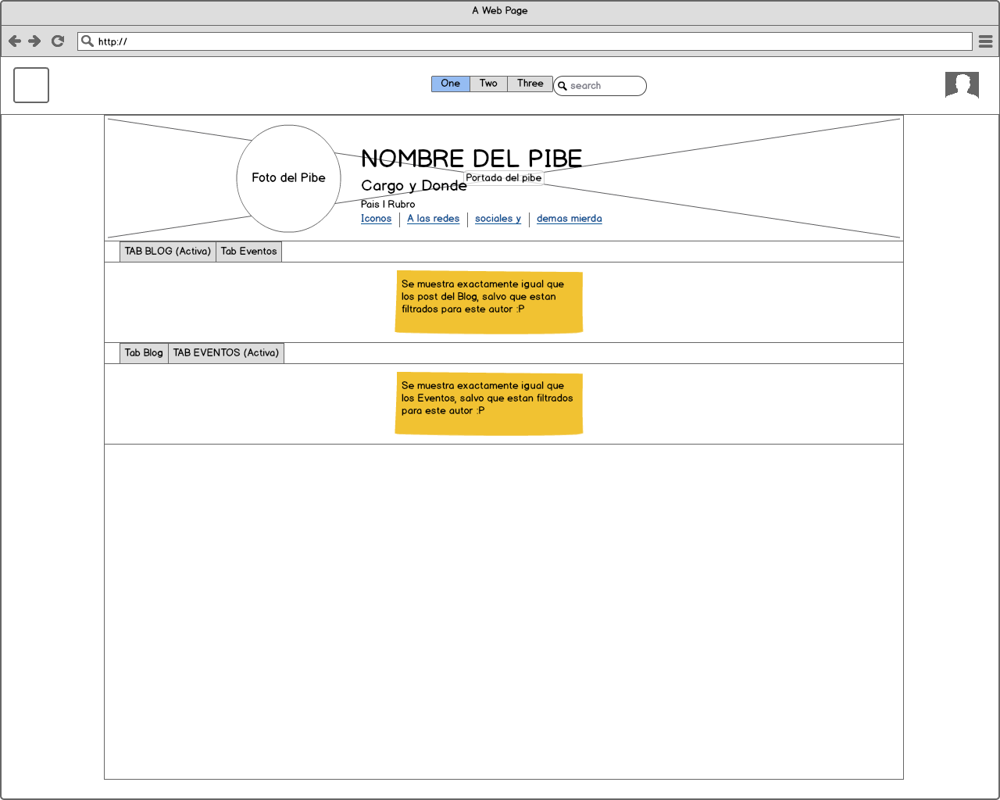 A Web Page
http://
One Two Three search
NOMBRE DEL PIBE
Foto del Pibe
Portada del pibe
Cargo y Donde
Pais | Rubro
Iconos | A las redes | sociales y | demas mierda
TAB BLOG (Activa) Tab Eventos
Se muestra exactamente igual que
los post del Blog, salvo que estan
filtrados para este autor :P
Tab Blog TAB EVENTOS (Activa)
Se muestra exactamente igual que
los Eventos, salvo que estan filtrados
para este autor :P